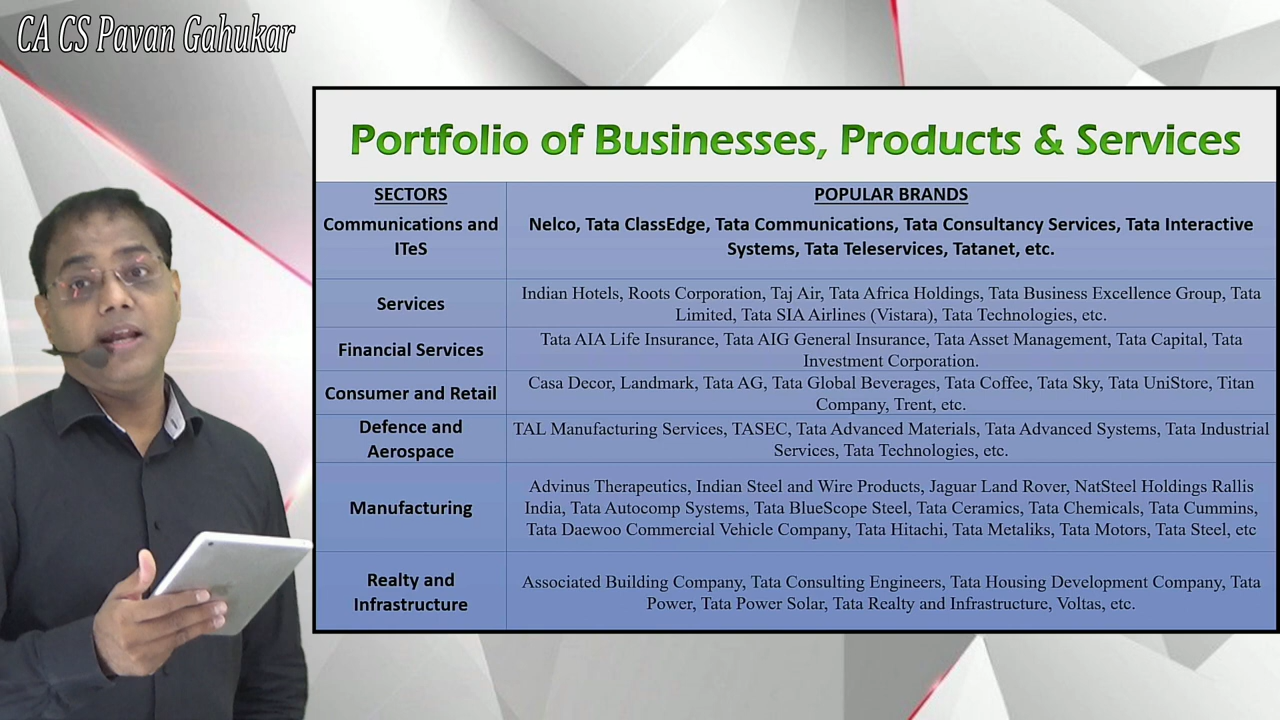 CA CS Pavan Gahukar
Portfolio of Businesses, Products & Services
SECTORS
POPULAR BRANDS
Communications and
ITeS
Nelco, Tata ClassEdge, Tata Communications, Tata Consultancy Services, Tata Interactive
Systems, Tata Teleservices, Tatanet, etc.
Services
Indian Hotels, Roots Corporation, Taj Air, Tata Africa Holdings, Tata Business Excellence Group, Tata
Limited, Tata SIA Airlines (Vistara), Tata Technologies, etc.
Financial Services
Tata AIA Life Insurance, Tata AIG General Insurance, Tata Asset Management, Tata Capital, Tata
Investment Corporation.
Consumer and Retail
Casa Decor, Landmark, Tata AG, Tata Global Beverages, Tata Coffee, Tata Sky, Tata UniStore, Titan
Company, Trent, etc.
Defence and
Aerospace
TAL Manufacturing Services, TASEC, Tata Advanced Materials, Tata Advanced Systems, Tata Industrial
Services, Tata Technologies, etc.
Manufacturing
Advinus Therapeutics, Indian Steel and Wire Products, Jaguar Land Rover, NatSteel Holdings Rallis
India, Tata Autocomp Systems, Tata BlueScope Steel, Tata Ceramics, Tata Chemicals, Tata Cummins,
Tata Daewoo Commercial Vehicle Company, Tata Hitachi, Tata Metaliks, Tata Motors, Tata Steel, etc
Realty and
Infrastructure
Associated Building Company, Tata Consulting Engineers, Tata Housing Development Company, Tata
Power, Tata Power Solar, Tata Realty and Infrastructure, Voltas, etc.